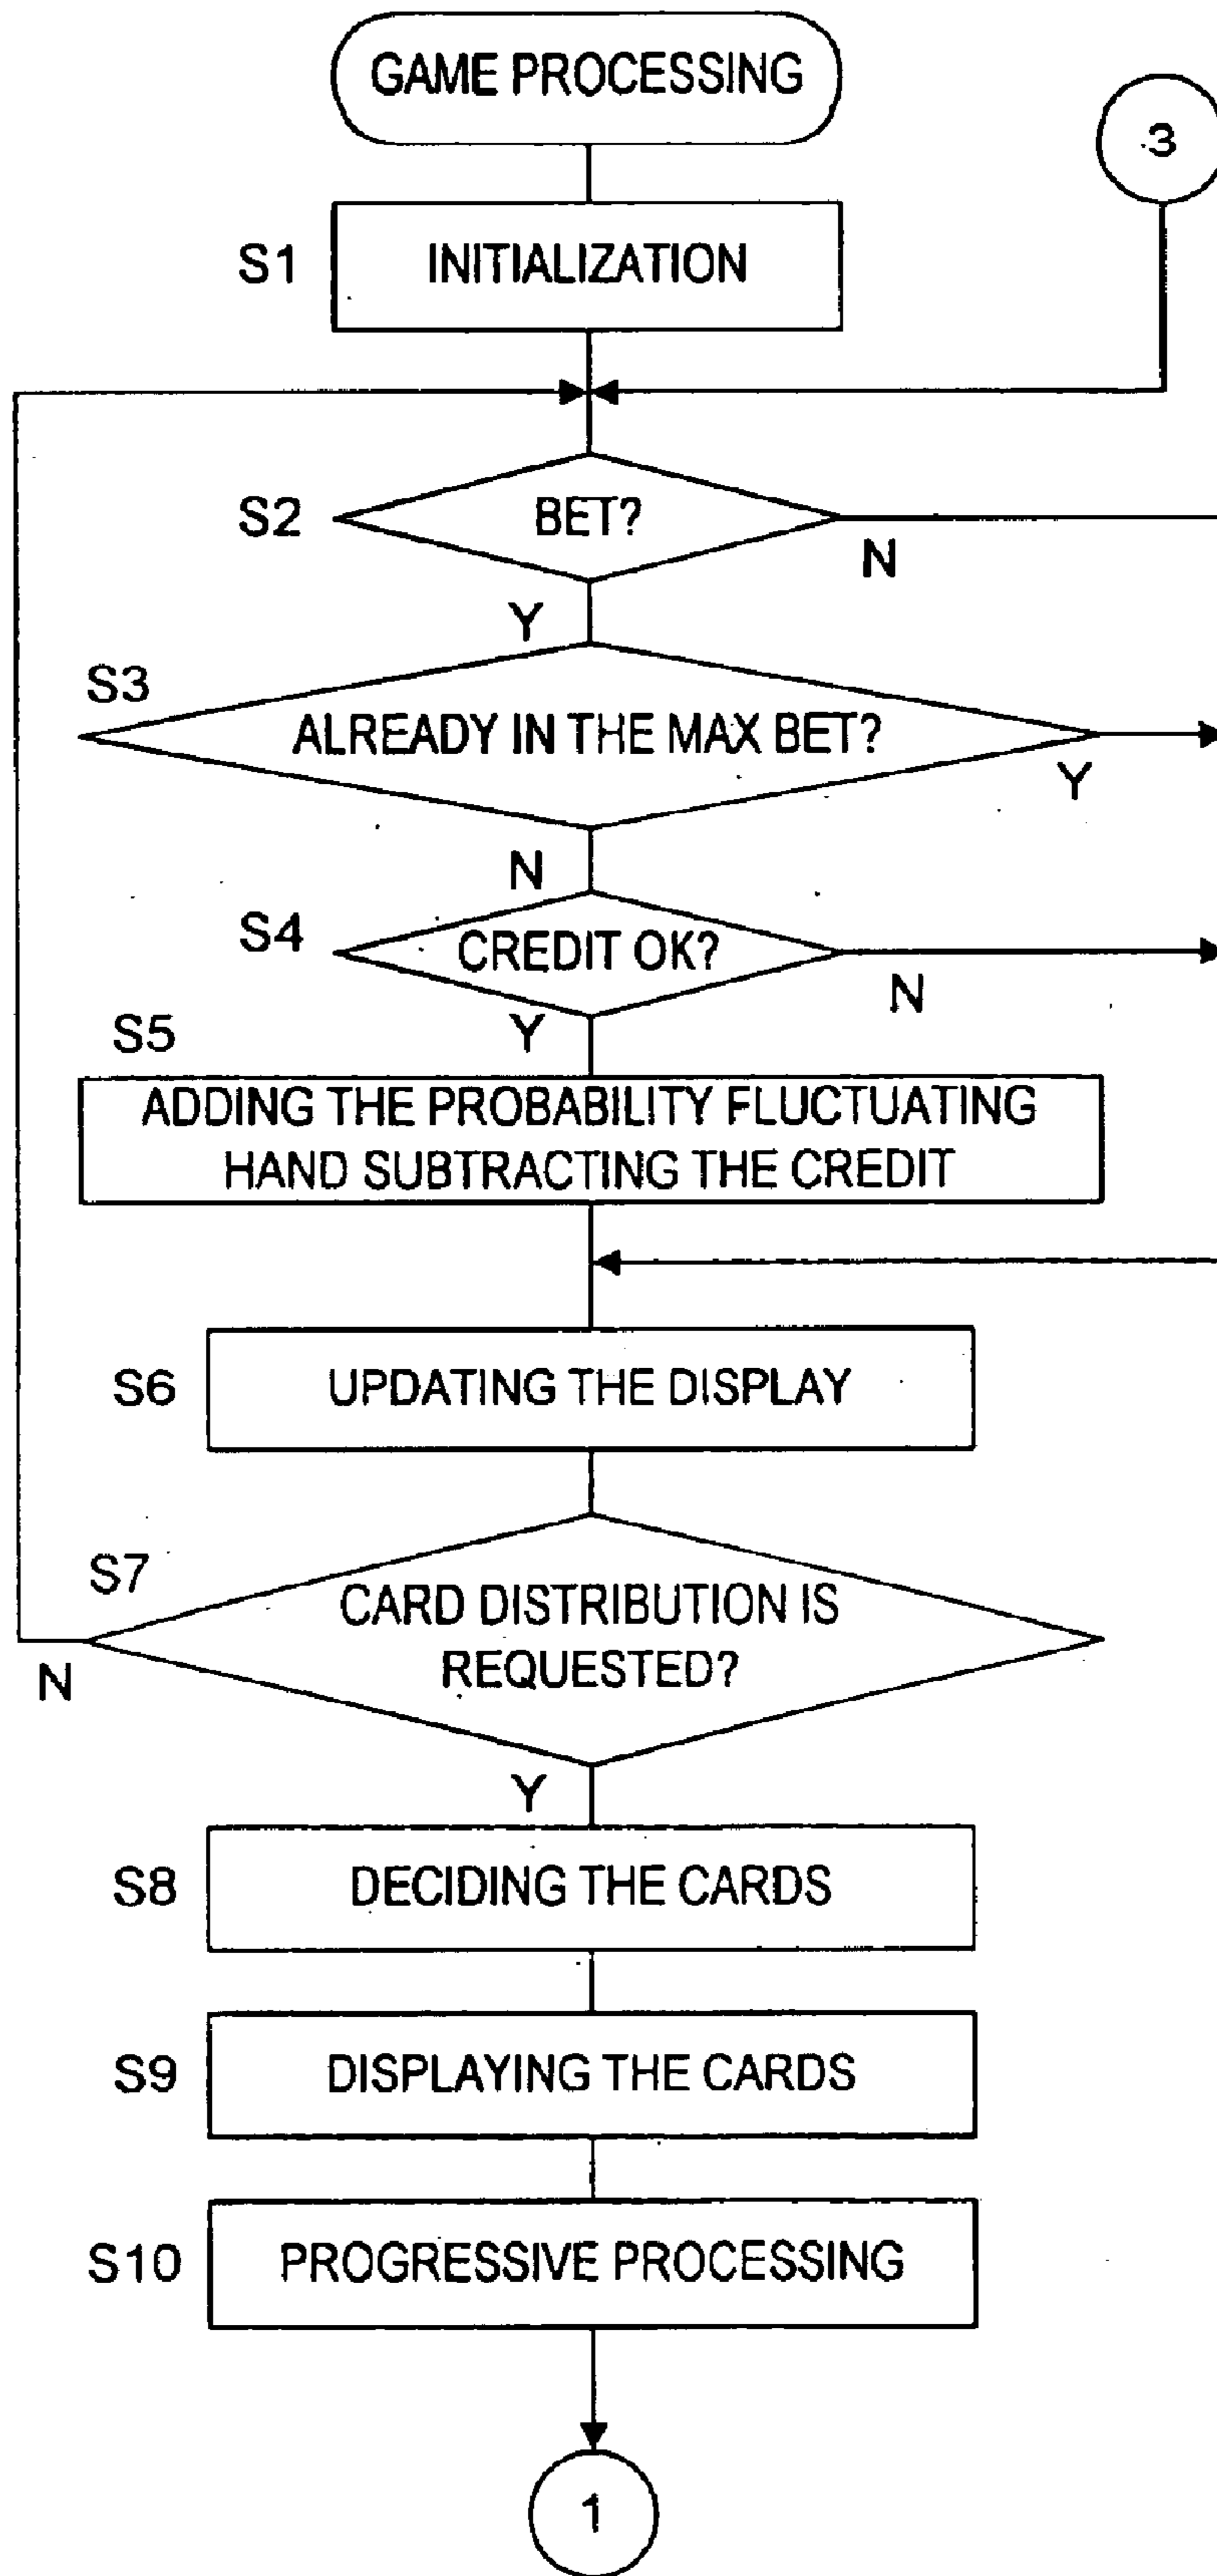 GAME PROCESSING
3
S1
INITIALIZATION
S2
BET?
N
Y
S3
ALREADY IN THE MAX BET?
Y
N
S4
CREDIT OK?
N
Y
S5
ADDING THE PROBABILITY FLUCTUATING
HAND SUBTRACTING THE CREDIT
S6
UPDATING THE DISPLAY
S7
CARD DISTRIBUTION IS
REQUESTED?
N
Y
S8
DECIDING THE CARDS
S9
DISPLAYING THE CARDS
S10
PROGRESSIVE PROCESSING
1